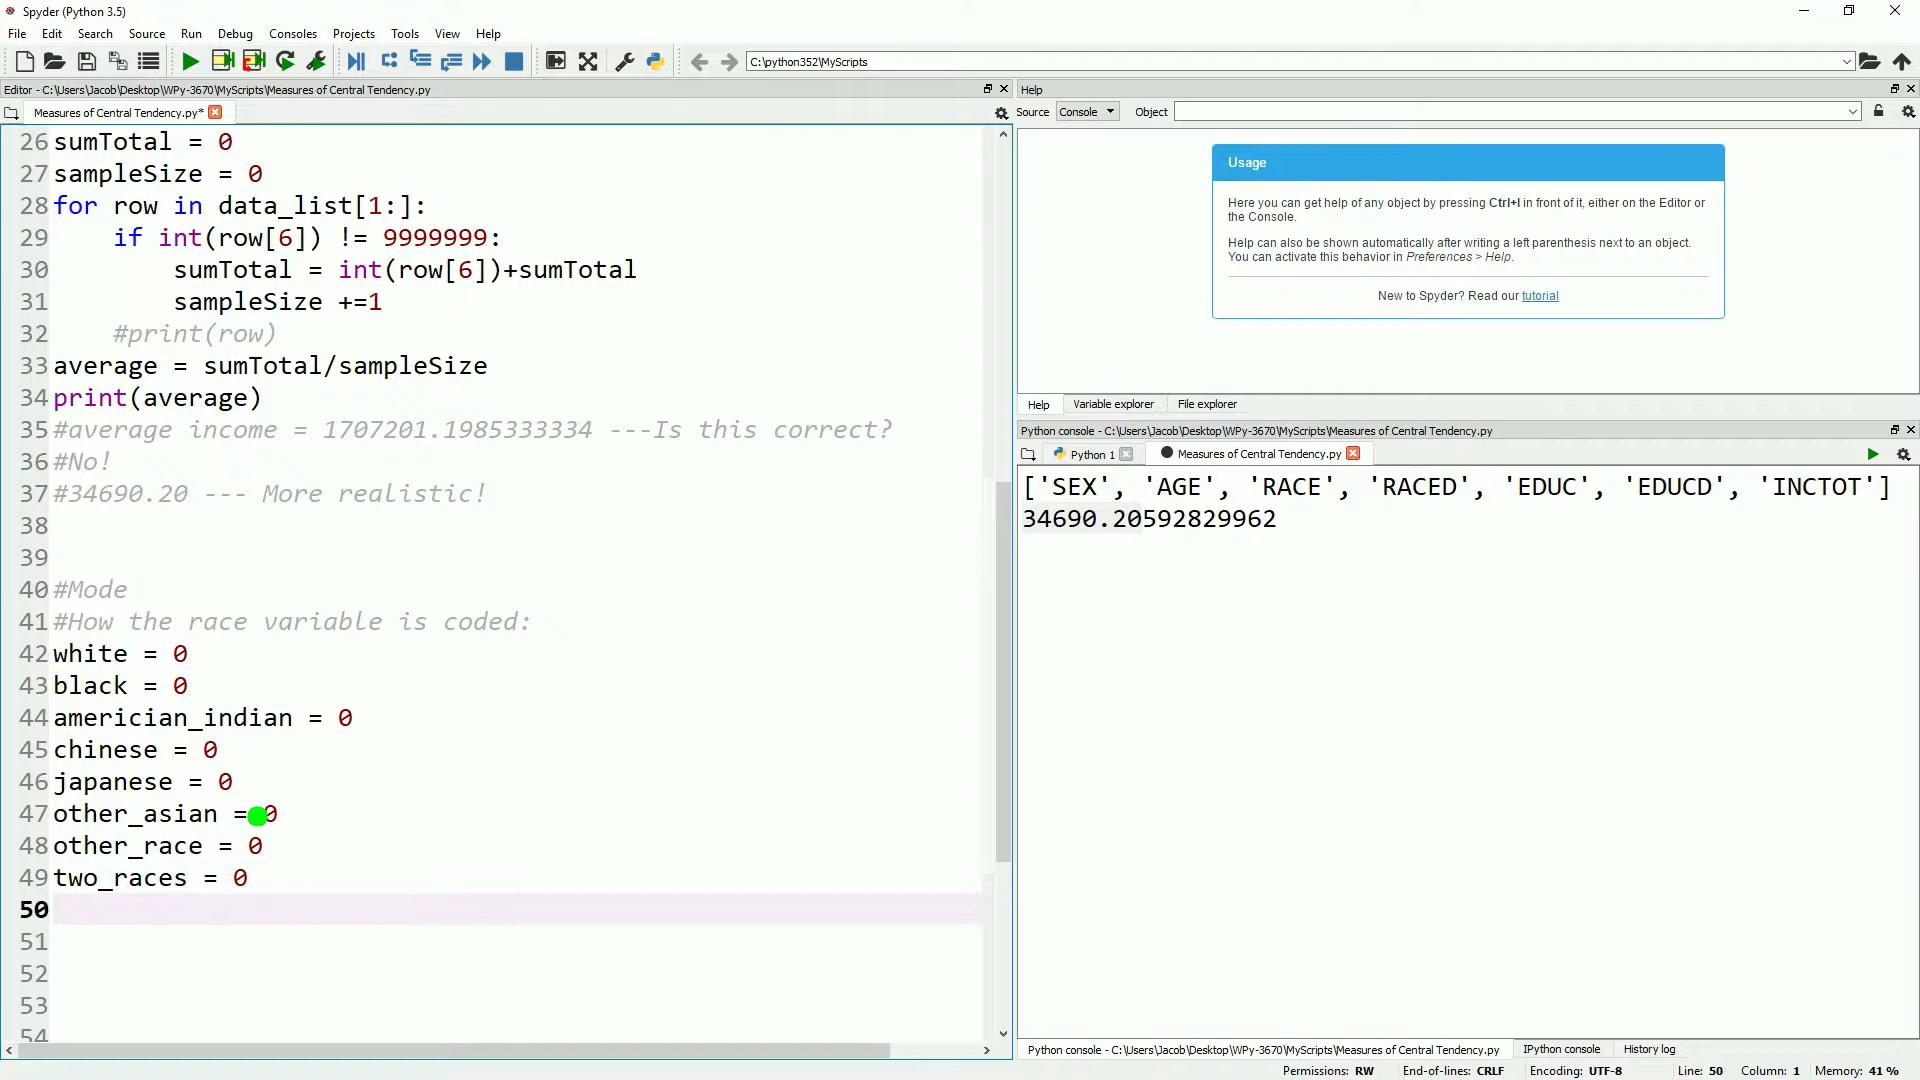 Spyder (Python 3.5)
File Edit Search Source Run Debug Consoles Projects Tools View Help
C:\python352\MyScripts
Editor - C:\Users\Jacob\Desktop\WPy-3670\MyScripts\Measures of Central Tendency.py
Measures of Central Tendency.py*
26 sumTotal = 0
27 sampleSize = 0
28 for row in data_list[1:]:
29 if int(row[6]) != 9999999:
30 sumTotal = int(row[6])+sumTotal
31 sampleSize +=1
32 #print(row)
33 average = sumTotal/sampleSize
34 print(average)
35 #average income = 1707201.1985333334 ---Is this correct?
36 #No!
37 #34690.20 --- More realistic!
38
39
40 #Mode
41 #How the race variable is coded:
42 white = 0
43 black = 0
44 americian_indian = 0
45 chinese = 0
46 japanese = 0
47 other_asian = 0
48 other_race = 0
49 two_races = 0
50
51
52
53
54
Help
Source Console Object
Usage
Here you can get help of any object by pressing Ctrl+I in front of it, either on the Editor or
the Console.
Help can also be shown automatically after writing a left parenthesis next to an object.
You can activate this behavior in Preferences > Help.
New to Spyder? Read our tutorial
Help Variable explorer File explorer
Python console - C:\Users\Jacob\Desktop\WPy-3670\MyScripts\Measures of Central Tendency.py
Python 1 Measures of Central Tendency.py
['SEX', 'AGE', 'RACE', 'RACED', 'EDUC', 'EDUCD', 'INCTOT']
34690.20592829962
Python console - C:\Users\Jacob\Desktop\WPy-3670\MyScripts\Measures of Central Tendency.py IPython console History log
Permissions: RW End-of-lines: CRLF Encoding: UTF-8 Line: 50 Column: 1 Memory: 41 %